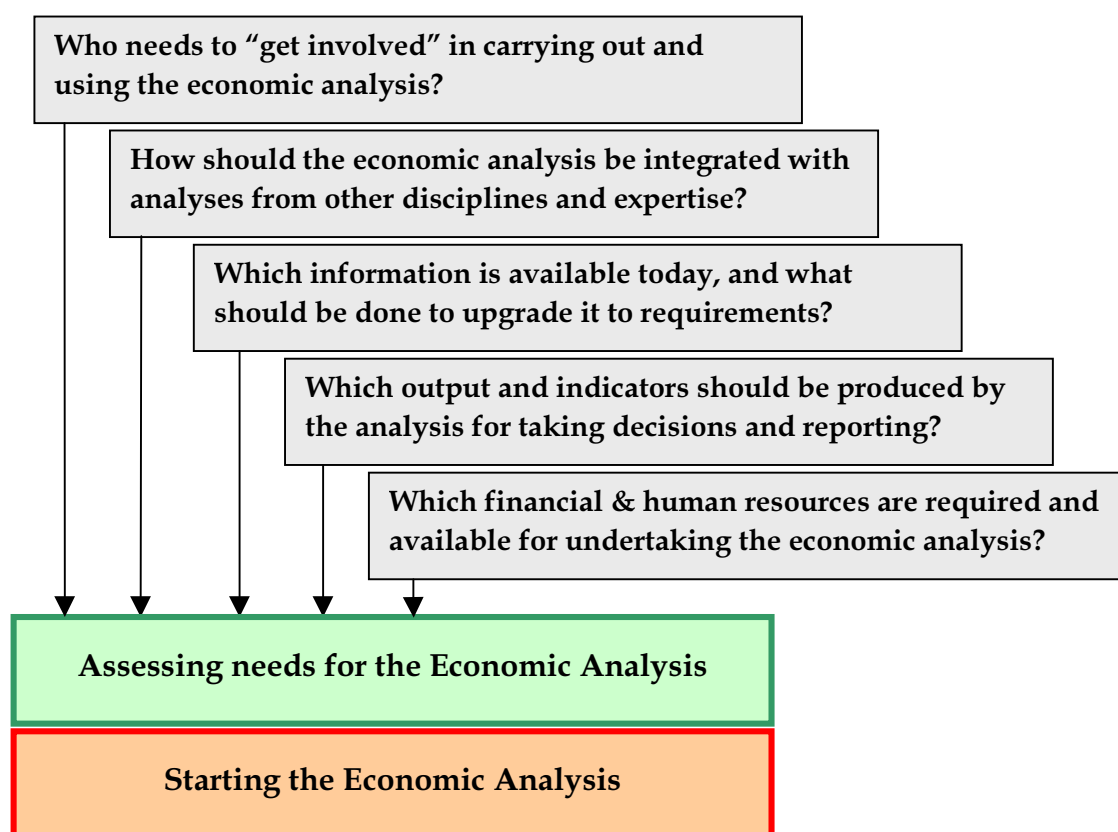 Who needs to “get involved” in carrying out and
using the economic analysis?
How should the economic analysis be integrated with
analyses from other disciplines and expertise?
Which information is available today, and what
should be done to upgrade it to requirements?
Which output and indicators should be produced by
the analysis for taking decisions and reporting?
Which financial & human resources are required and
available for undertaking the economic analysis?
Assessing needs for the Economic Analysis
Starting the Economic Analysis